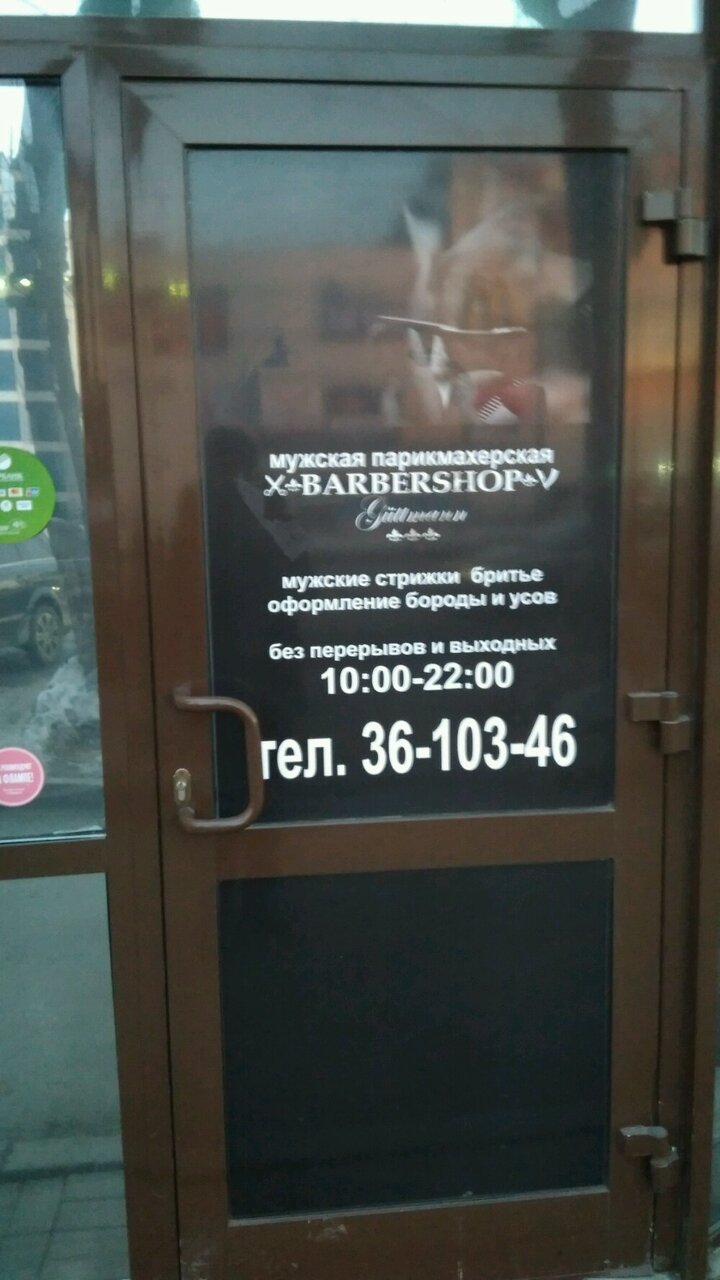 мужская парикмахерская
BARBERSHOP
Güttmann
мужские стрижки бритье
оформление бороды и усов
без перерывов и выходных
10:00-22:00
тел. 36-103-46